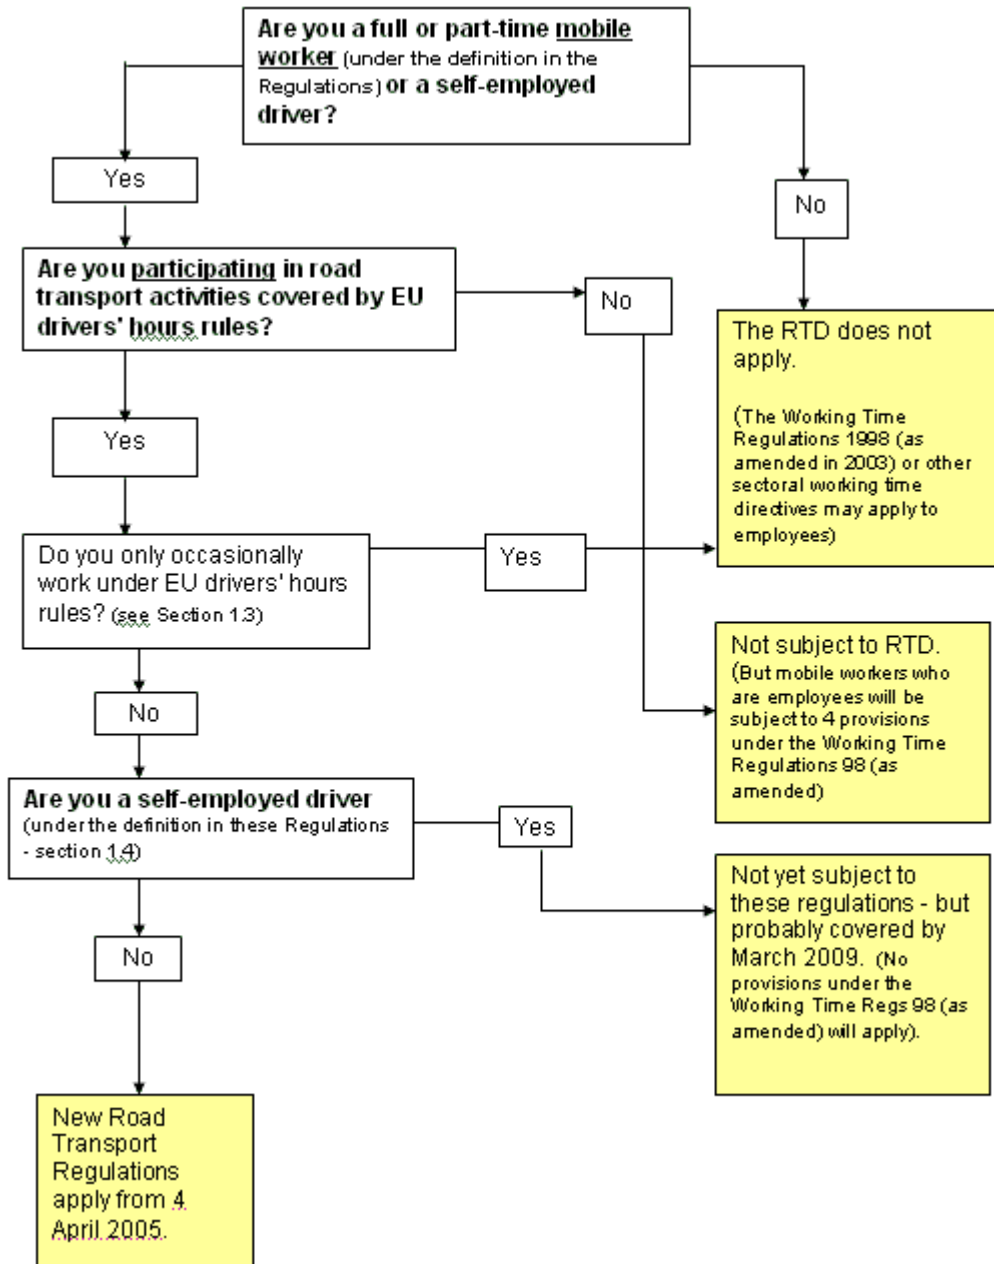 Are you a full or part-time mobile
worker (under the definition in the
Regulations) or a self-employed
driver?
Yes
No
Are you participating in road
transport activities covered by EU
drivers' hours rules?
No
The RTD does not
apply.
(The Working Time
Regulations 1998 (as
amended in 2003) or other
sectoral working time
directives may apply to
employees)
Yes
Do you only occasionally
work under EU drivers' hours
rules? (see Section 1.3)
Yes
Not subject to RTD.
(But mobile workers who
are employees will be
subject to 4 provisions
under the Working Time
Regulations 98 (as
amended)
No
Are you a self-employed driver
(under the definition in these Regulations
- section 1.4)
Yes
Not yet subject to
these regulations - but
probably covered by
March 2009. (No
provisions under the
Working Time Regs 98 (as
amended) will apply).
No
New Road
Transport
Regulations
apply from 4
April 2005.